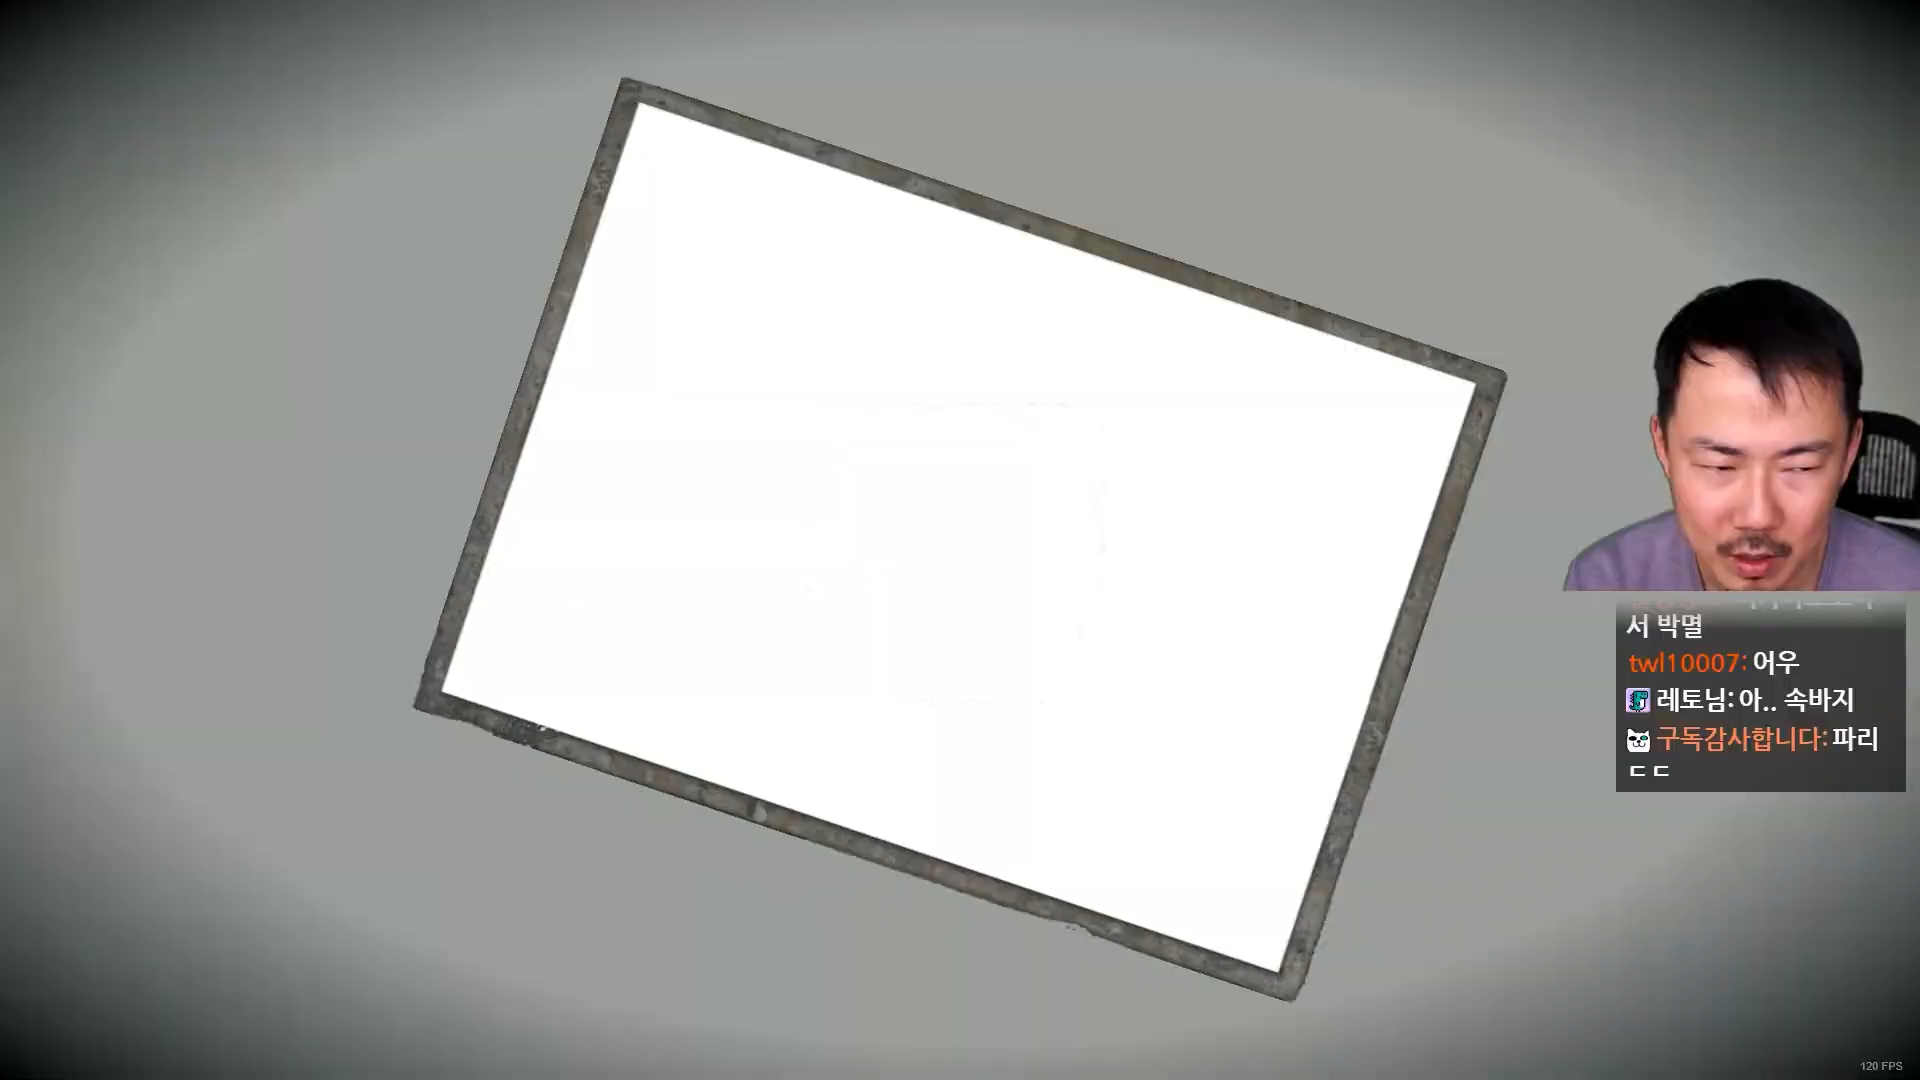 서 박멸
twl10007: 어우
레토님: 아.. 속바지
구독감사합니다: 파리
ㄷㄷ
120 FPS